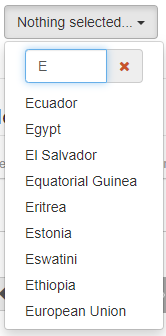 Nothing selected...
E
Ecuador
Egypt
El Salvador
Equatorial Guinea
Eritrea
Estonia
Eswatini
Ethiopia
European Union